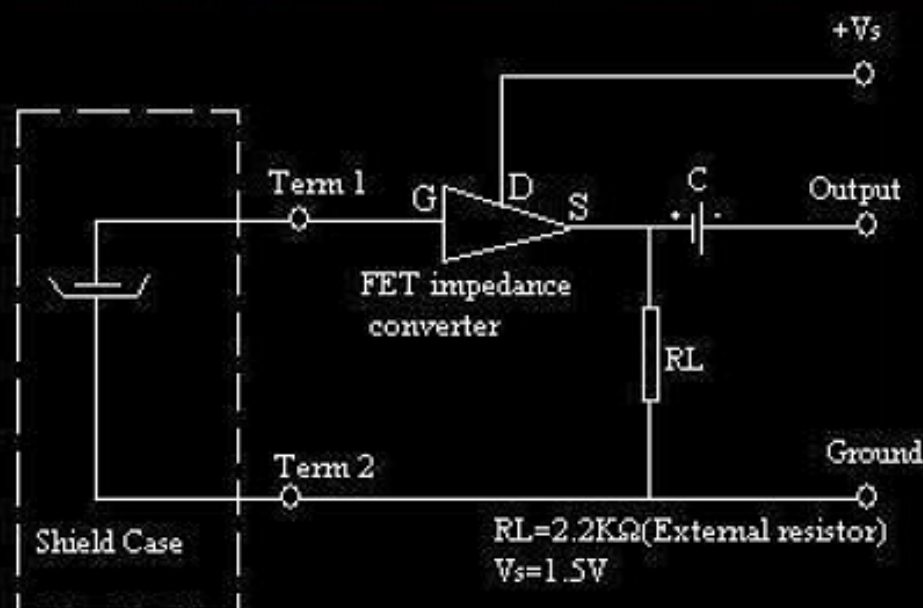 +Vs
Term 1
G
D
S
C
Output
+ -
FET impedance
converter
RL
Term 2
Ground
Shield Case
RL=2.2KΩ(External resistor)
Vs=1.5V